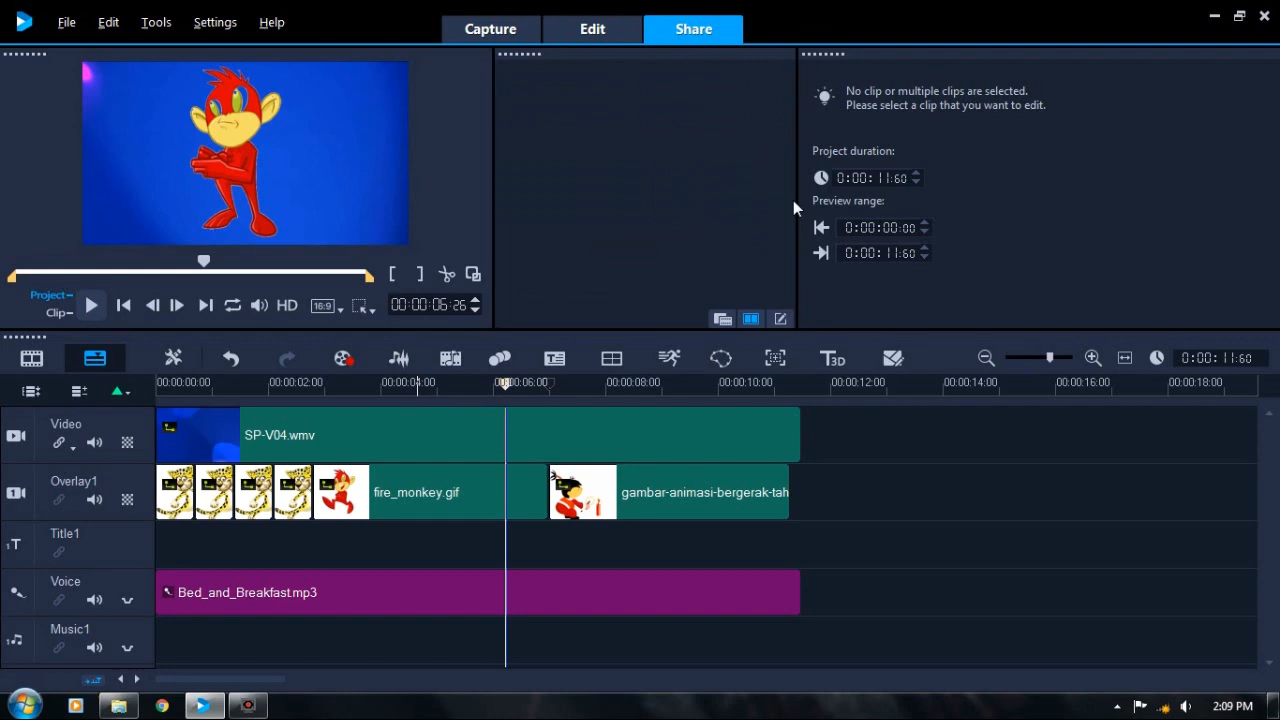 File Edit Tools Settings Help
Capture Edit Share
No clip or multiple clips are selected.
Please select a clip that you want to edit.
Project duration:
0:00:11:60
Preview range:
0:00:00:00
0:00:11:60
Project
Clip
HD
16:9
00:00:06:26
T3D
0:00:11:60
00:00:00:00 00:00:02:00 00:00:04:00 00:00:06:00 00:00:08:00 00:00:10:00 00:00:12:00 00:00:14:00 00:00:16:00 00:00:18:00
Video
SP-V04.wmv
1
Overlay1
fire_monkey.gif
gambar-animasi-bergerak-tah
1T
Title1
Voice
Bed_and_Breakfast.mp3
1
Music1
2:09 PM